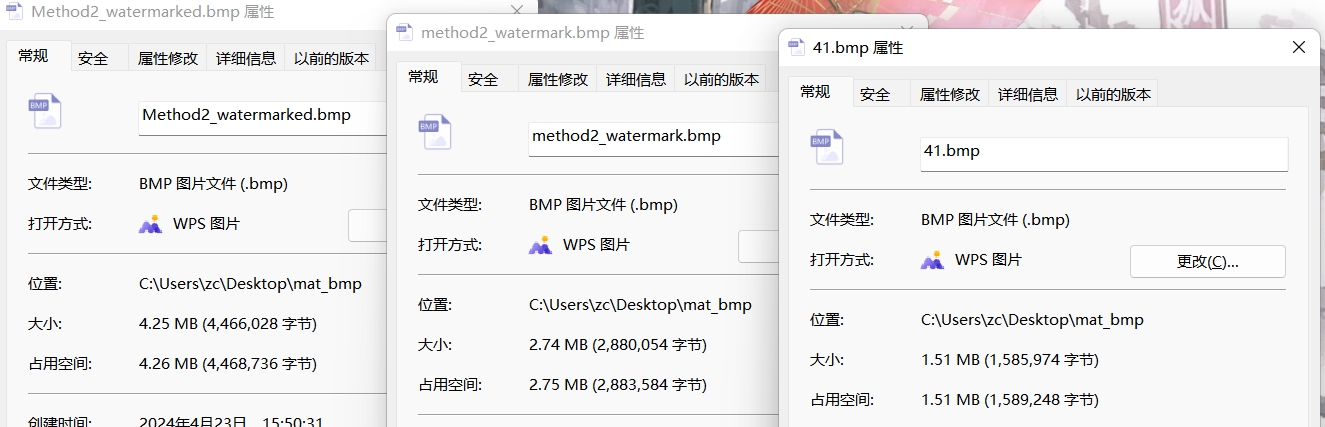 Method2_watermarked.bmp 属性
常规 安全 属性修改 详细信息 以前的版本
BMP
Method2_watermarked.bmp
文件类型: BMP 图片文件 (.bmp)
打开方式: WPS 图片
位置: C:\Users\zc\Desktop\mat_bmp
大小: 4.25 MB (4,466,028 字节)
占用空间: 4.26 MB (4,468,736 字节)
创建时间: 2024年4月23日, 15:50:31
method2_watermark.bmp 属性
常规 安全 属性修改 详细信息 以前的版本
BMP
method2_watermark.bmp
文件类型: BMP 图片文件 (.bmp)
打开方式: WPS 图片
位置: C:\Users\zc\Desktop\mat_bmp
大小: 2.74 MB (2,880,054 字节)
占用空间: 2.75 MB (2,883,584 字节)
41.bmp 属性
常规 安全 属性修改 详细信息 以前的版本
BMP
41.bmp
文件类型: BMP 图片文件 (.bmp)
打开方式: WPS 图片 更改(C)...
位置: C:\Users\zc\Desktop\mat_bmp
大小: 1.51 MB (1,585,974 字节)
占用空间: 1.51 MB (1,589,248 字节)